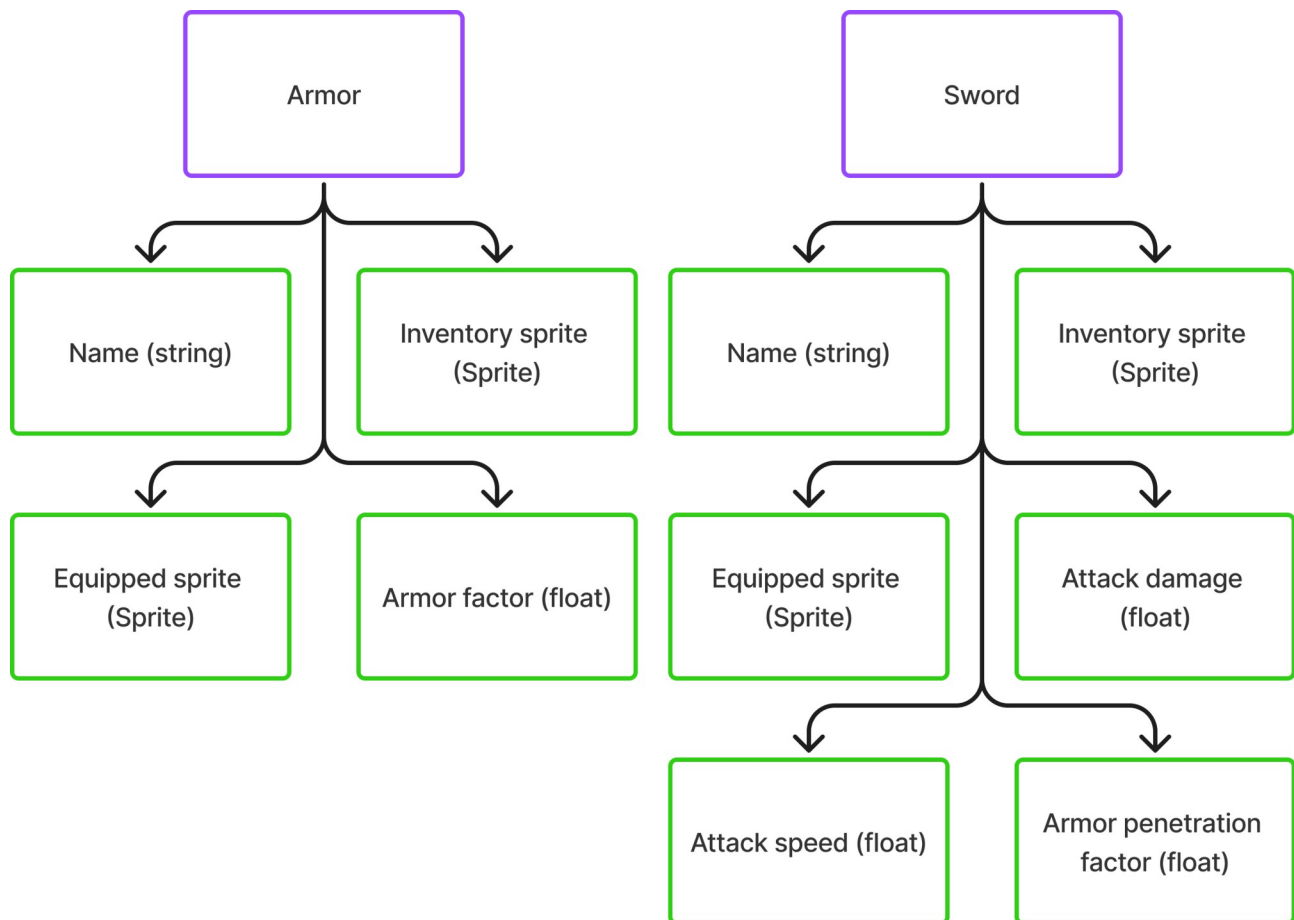 Armor
Sword
Name (string)
Inventory sprite
(Sprite)
Name (string)
Inventory sprite
(Sprite)
Equipped sprite
(Sprite)
Armor factor (float)
Equipped sprite
(Sprite)
Attack damage
(float)
Attack speed (float)
Armor penetration
factor (float)